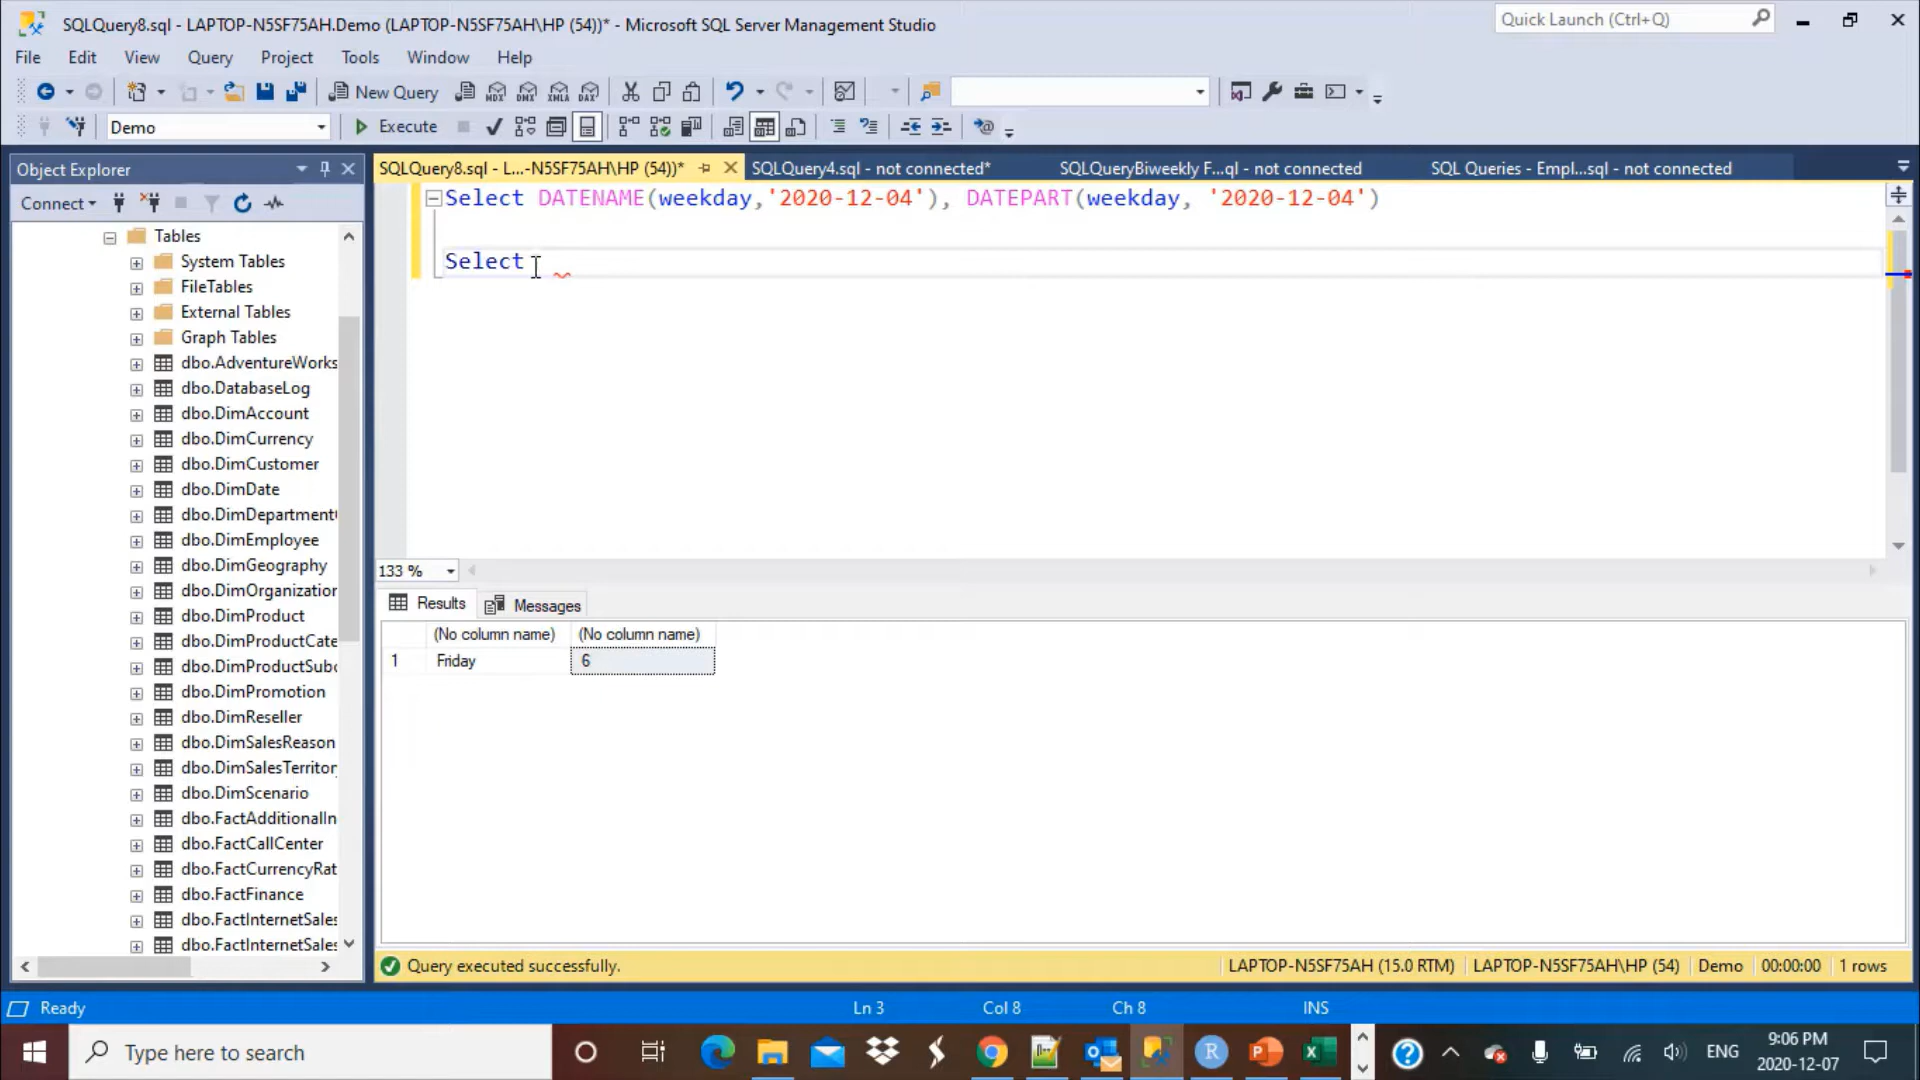 SQLQuery8.sql - LAPTOP-N5SF75AH.Demo (LAPTOP-N5SF75AH\HP (54))* - Microsoft SQL Server Management Studio
Quick Launch (Ctrl+Q)
File Edit View Query Project Tools Window Help
New Query MDX DMX XMLA DAX
Demo Execute
Object Explorer
SQLQuery8.sql - L...-N5SF75AH\HP (54))* SQLQuery4.sql - not connected* SQLQueryBiweekly F...ql - not connected SQL Queries - Empl...sql - not connected
Connect
Tables
System Tables
FileTables
External Tables
Graph Tables
dbo.AdventureWorks
dbo.DatabaseLog
dbo.DimAccount
dbo.DimCurrency
dbo.DimCustomer
dbo.DimDate
dbo.DimDepartment
dbo.DimEmployee
dbo.DimGeography
dbo.DimOrganization
dbo.DimProduct
dbo.DimProductCate
dbo.DimProductSubc
dbo.DimPromotion
dbo.DimReseller
dbo.DimSalesReason
dbo.DimSalesTerritor
dbo.DimScenario
dbo.FactAdditionalIn
dbo.FactCallCenter
dbo.FactCurrencyRat
dbo.FactFinance
dbo.FactInternetSales
dbo.FactInternetSales
Select DATENAME(weekday,'2020-12-04'), DATEPART(weekday, '2020-12-04')
Select
133 %
Results Messages
(No column name) (No column name)
1 Friday 6
Query executed successfully. LAPTOP-N5SF75AH (15.0 RTM) LAPTOP-N5SF75AH\HP (54) Demo 00:00:00 1 rows
Ready Ln 3 Col 8 Ch 8 INS
Type here to search
ENG
9:06 PM
2020-12-07